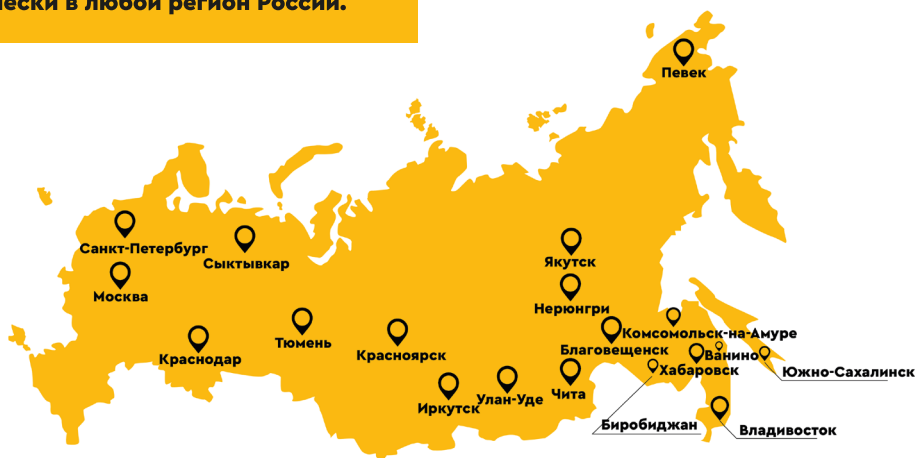 в любой регион России.
Певек
Санкт-Петербург
Сыктывкар
Якутск
Москва
Нерюнгри
Комсомольск-на-Амуре
Тюмень
Благовещенск
Красноярск
Ванино
Краснодар
Хабаровск
Южно-Сахалинск
Чита
Улан-Уде
Иркутск
Биробиджан
Владивосток